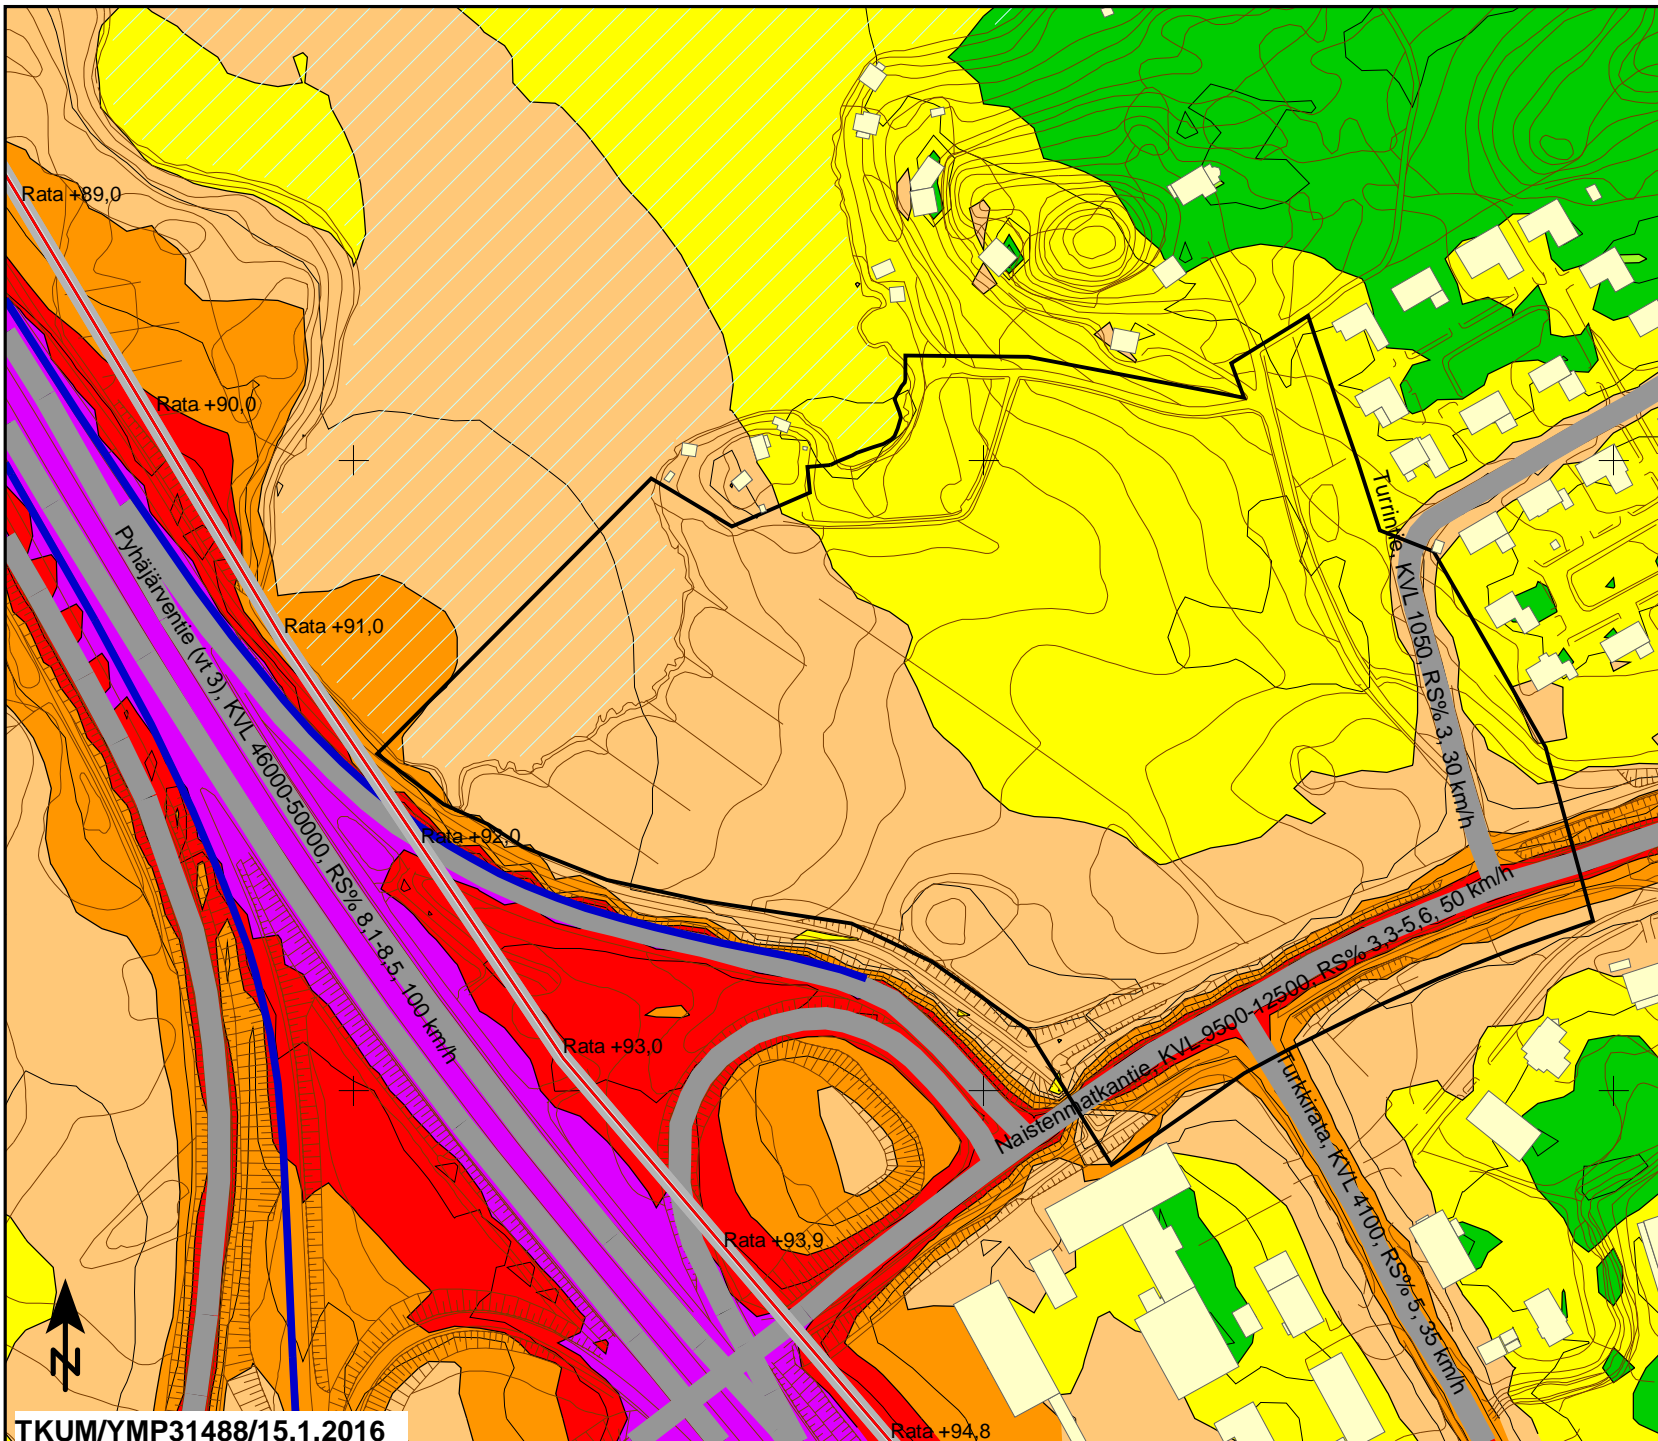 Rata +89,0
Rata +90,0
Pyhäjärventie (vt 3), KVL 46000-50000, RS% 8,1-8,5, 100 km/h
Rata +91,0
Turrintie, KVL 1050, RS% 3, 30 km/h
Rata +92,0
Naistenmatkantie, KVL 9500-12500, RS% 3,3-5,6, 50 km/h
Rata +93,0
Turkkirata, KVL 4100, RS% 5, 35 km/h
Rata +93,9
N
TKUM/YMP31488/15.1.2016
Rata +94,8